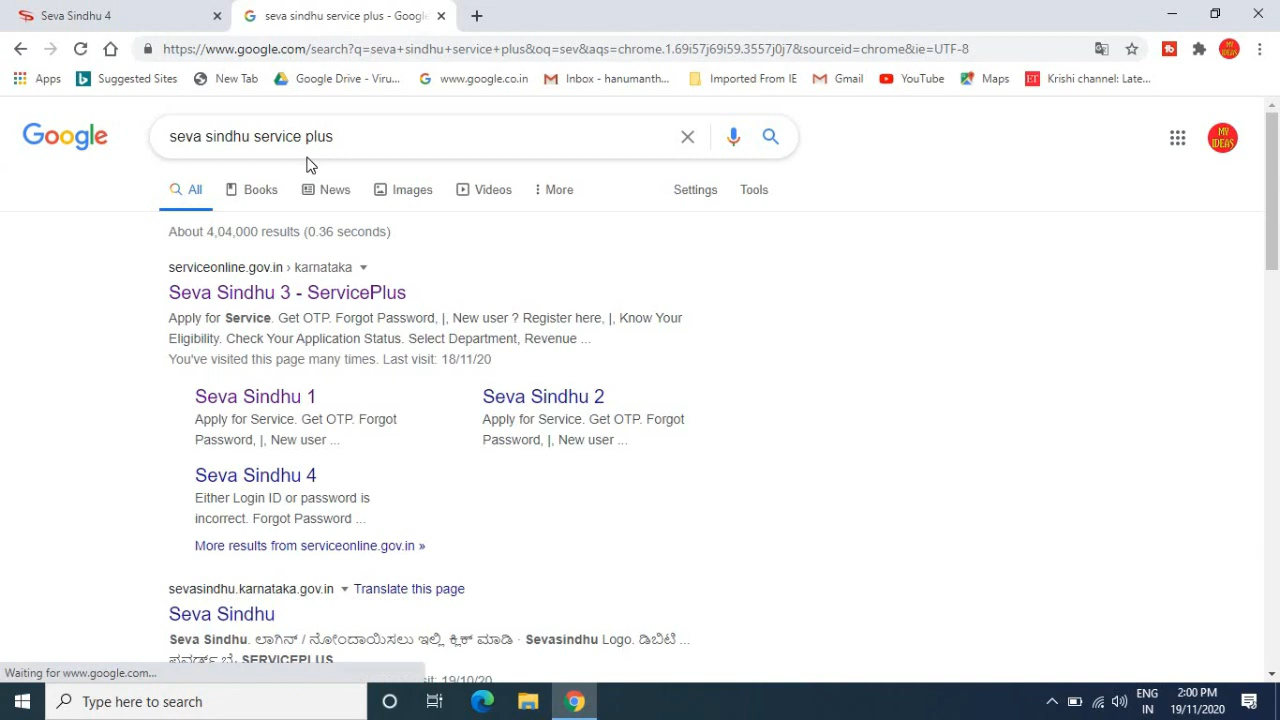 Seva Sindhu 4
seva sindhu service plus - Google
https://www.google.com/search?q=seva+sindhu+service+plus&oq=sev&aqs=chrome.1.69i57j69i59.3557j0j7&sourceid=chrome&ie=UTF-8
Apps Suggested Sites New Tab Google Drive - Viru... www.google.co.in Inbox - hanumanth... Imported From IE Gmail YouTube Maps ET Krishi channel: Late...
Google seva sindhu service plus MY IDEAS
All Books News Images Videos More Settings Tools
About 4,04,000 results (0.36 seconds)
serviceonline.gov.in › karnataka
Seva Sindhu 3 - ServicePlus
Apply for Service. Get OTP. Forgot Password, |, New user ? Register here, |, Know Your
Eligibility. Check Your Application Status. Select Department, Revenue ...
You've visited this page many times. Last visit: 18/11/20
Seva Sindhu 1 Seva Sindhu 2
Apply for Service. Get OTP. Forgot Apply for Service. Get OTP. Forgot
Password, |, New user ... Password, |, New user ...
Seva Sindhu 4
Either Login ID or password is
incorrect. Forgot Password ...
More results from serviceonline.gov.in »
sevasindhu.karnataka.gov.in Translate this page
Seva Sindhu
Seva Sindhu. ಲಾಗಿನ್ / ನೋಂದಾಯಿಸಲು ಇಲ್ಲಿ ಕ್ಲಿಕ್ ಮಾಡಿ · Sevasindhu Logo. ಡಿಬಿಟಿ ...
SERVICEPLUS
Waiting for www.google.com... sit: 19/10/20
Type here to search
ENG 2:00 PM
IN 19/11/2020